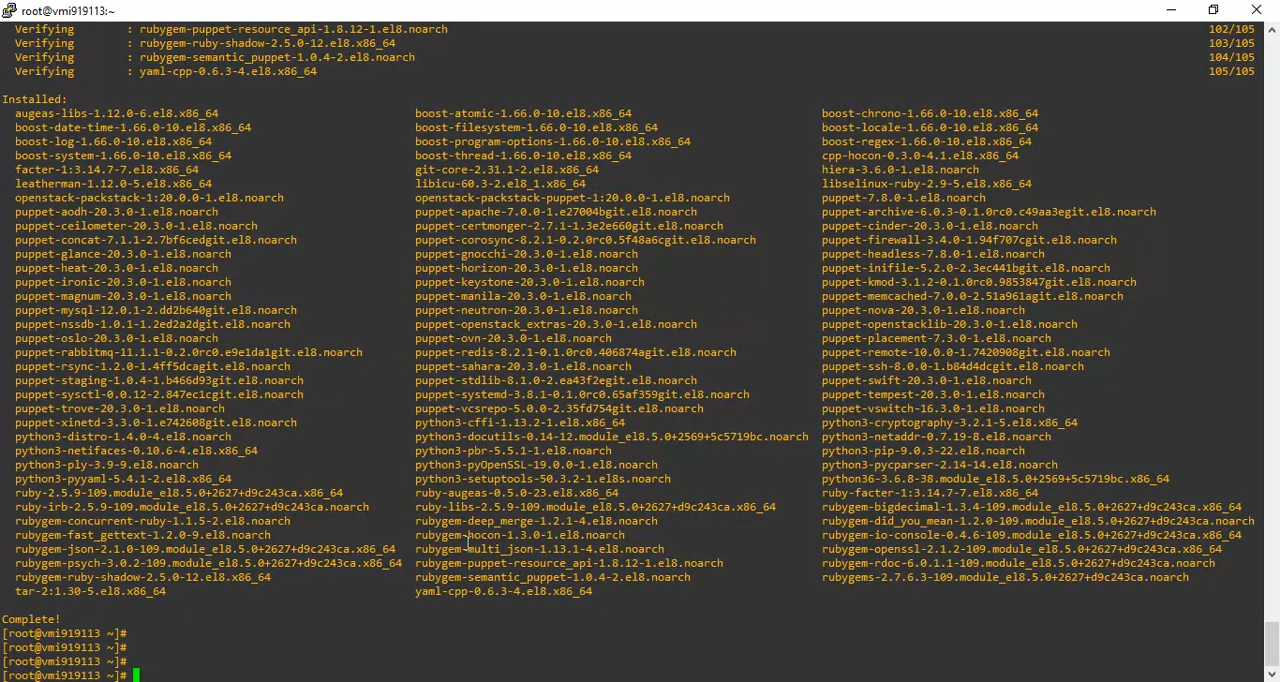 root@vmi919113:~
Verifying : rubygem-puppet-resource_api-1.8.12-1.el8.noarch 102/105
Verifying : rubygem-ruby-shadow-2.5.0-12.el8.x86_64 103/105
Verifying : rubygem-semantic_puppet-1.0.4-2.el8.noarch 104/105
Verifying : yaml-cpp-0.6.3-4.el8.x86_64 105/105
Installed:
augeas-libs-1.12.0-6.el8.x86_64 boost-atomic-1.66.0-10.el8.x86_64 boost-chrono-1.66.0-10.el8.x86_64
boost-date-time-1.66.0-10.el8.x86_64 boost-filesystem-1.66.0-10.el8.x86_64 boost-locale-1.66.0-10.el8.x86_64
boost-log-1.66.0-10.el8.x86_64 boost-program-options-1.66.0-10.el8.x86_64 boost-regex-1.66.0-10.el8.x86_64
boost-system-1.66.0-10.el8.x86_64 boost-thread-1.66.0-10.el8.x86_64 cpp-hocon-0.3.0-4.1.el8.x86_64
facter-1:3.14.7-7.el8.x86_64 git-core-2.31.1-2.el8.x86_64 hiera-3.6.0-1.el8.noarch
leatherman-1.12.0-5.el8.x86_64 libicu-60.3-2.el8_1.x86_64 libselinux-ruby-2.9-5.el8.x86_64
openstack-packstack-1:20.0.0-1.el8.noarch openstack-packstack-puppet-1:20.0.0-1.el8.noarch puppet-7.8.0-1.el8.noarch
puppet-aodh-20.3.0-1.el8.noarch puppet-apache-7.0.0-1.e27004bgit.el8.noarch puppet-archive-6.0.3-0.1.0rc0.c49aa3egit.el8.noarch
puppet-ceilometer-20.3.0-1.el8.noarch puppet-certmonger-2.7.1-1.3e2e660git.el8.noarch puppet-cinder-20.3.0-1.el8.noarch
puppet-concat-7.1.1-2.7bf6cedgit.el8.noarch puppet-corosync-8.2.1-0.2.0rc0.5f48a6cgit.el8.noarch puppet-firewall-3.4.0-1.94f707cgit.el8.noarch
puppet-glance-20.3.0-1.el8.noarch puppet-gnocchi-20.3.0-1.el8.noarch puppet-headless-7.8.0-1.el8.noarch
puppet-heat-20.3.0-1.el8.noarch puppet-horizon-20.3.0-1.el8.noarch puppet-inifile-5.2.0-2.3ec441bgit.el8.noarch
puppet-ironic-20.3.0-1.el8.noarch puppet-keystone-20.3.0-1.el8.noarch puppet-kmod-3.1.2-0.1.0rc0.9853847git.el8.noarch
puppet-magnum-20.3.0-1.el8.noarch puppet-manila-20.3.0-1.el8.noarch puppet-memcached-7.0.0-2.51a961agit.el8.noarch
puppet-mysql-12.0.1-2.dd2b640git.el8.noarch puppet-neutron-20.3.0-1.el8.noarch puppet-nova-20.3.0-1.el8.noarch
puppet-nssdb-1.0.1-1.2ed2a2dgit.el8.noarch puppet-openstack_extras-20.3.0-1.el8.noarch puppet-openstacklib-20.3.0-1.el8.noarch
puppet-oslo-20.3.0-1.el8.noarch puppet-ovn-20.3.0-1.el8.noarch puppet-placement-7.3.0-1.el8.noarch
puppet-rabbitmq-11.1.1-0.2.0rc0.e9e1da1git.el8.noarch puppet-redis-8.2.1-0.1.0rc0.406874agit.el8.noarch puppet-remote-10.0.0-1.7420908git.el8.noarch
puppet-rsync-1.2.0-1.4ff5dcagit.el8.noarch puppet-sahara-20.3.0-1.el8.noarch puppet-ssh-8.0.0-1.b84d4dcgit.el8.noarch
puppet-staging-1.0.4-1.b466d93git.el8.noarch puppet-stdlib-8.1.0-2.ea43f2egit.el8.noarch puppet-swift-20.3.0-1.el8.noarch
puppet-sysctl-0.0.12-2.847ec1cgit.el8.noarch puppet-systemd-3.8.1-0.1.0rc0.65af359git.el8.noarch puppet-tempest-20.3.0-1.el8.noarch
puppet-trove-20.3.0-1.el8.noarch puppet-vcsrepo-5.0.0-2.35fd754git.el8.noarch puppet-vswitch-16.3.0-1.el8.noarch
puppet-xinetd-3.3.0-1.e742608git.el8.noarch python3-cffi-1.13.2-1.el8.x86_64 python3-cryptography-3.2.1-5.el8.x86_64
python3-distro-1.4.0-4.el8.noarch python3-docutils-0.14-12.module_el8.5.0+2569+5c5719bc.noarch python3-netaddr-0.7.19-8.el8.noarch
python3-netifaces-0.10.6-4.el8.x86_64 python3-pbr-5.5.1-1.el8.noarch python3-pip-9.0.3-22.el8.noarch
python3-ply-3.9-9.el8.noarch python3-pyOpenSSL-19.0.0-1.el8.noarch python3-pycparser-2.14-14.el8.noarch
python3-pyyaml-5.4.1-2.el8.x86_64 python3-setuptools-50.3.2-1.el8s.noarch python36-3.6.8-38.module_el8.5.0+2569+5c5719bc.x86_64
ruby-2.5.9-109.module_el8.5.0+2627+d9c243ca.x86_64 ruby-augeas-0.5.0-23.el8.x86_64 ruby-facter-1:3.14.7-7.el8.x86_64
ruby-irb-2.5.9-109.module_el8.5.0+2627+d9c243ca.noarch ruby-libs-2.5.9-109.module_el8.5.0+2627+d9c243ca.x86_64 rubygem-bigdecimal-1.3.4-109.module_el8.5.0+2627+d9c243ca.x86_64
rubygem-concurrent-ruby-1.1.5-2.el8.noarch rubygem-deep_merge-1.2.1-4.el8.noarch rubygem-did_you_mean-1.2.0-109.module_el8.5.0+2627+d9c243ca.noarch
rubygem-fast_gettext-1.2.0-9.el8.noarch rubygem-hocon-1.3.0-1.el8.noarch rubygem-io-console-0.4.6-109.module_el8.5.0+2627+d9c243ca.x86_64
rubygem-json-2.1.0-109.module_el8.5.0+2627+d9c243ca.x86_64 rubygem-multi_json-1.13.1-4.el8.noarch rubygem-openssl-2.1.2-109.module_el8.5.0+2627+d9c243ca.x86_64
rubygem-psych-3.0.2-109.module_el8.5.0+2627+d9c243ca.x86_64 rubygem-puppet-resource_api-1.8.12-1.el8.noarch rubygem-rdoc-6.0.1.1-109.module_el8.5.0+2627+d9c243ca.noarch
rubygem-ruby-shadow-2.5.0-12.el8.x86_64 rubygem-semantic_puppet-1.0.4-2.el8.noarch rubygems-2.7.6.3-109.module_el8.5.0+2627+d9c243ca.noarch
tar-2:1.30-5.el8.x86_64 yaml-cpp-0.6.3-4.el8.x86_64
Complete!
[root@vmi919113 ~]#
[root@vmi919113 ~]#
[root@vmi919113 ~]#
[root@vmi919113 ~]#